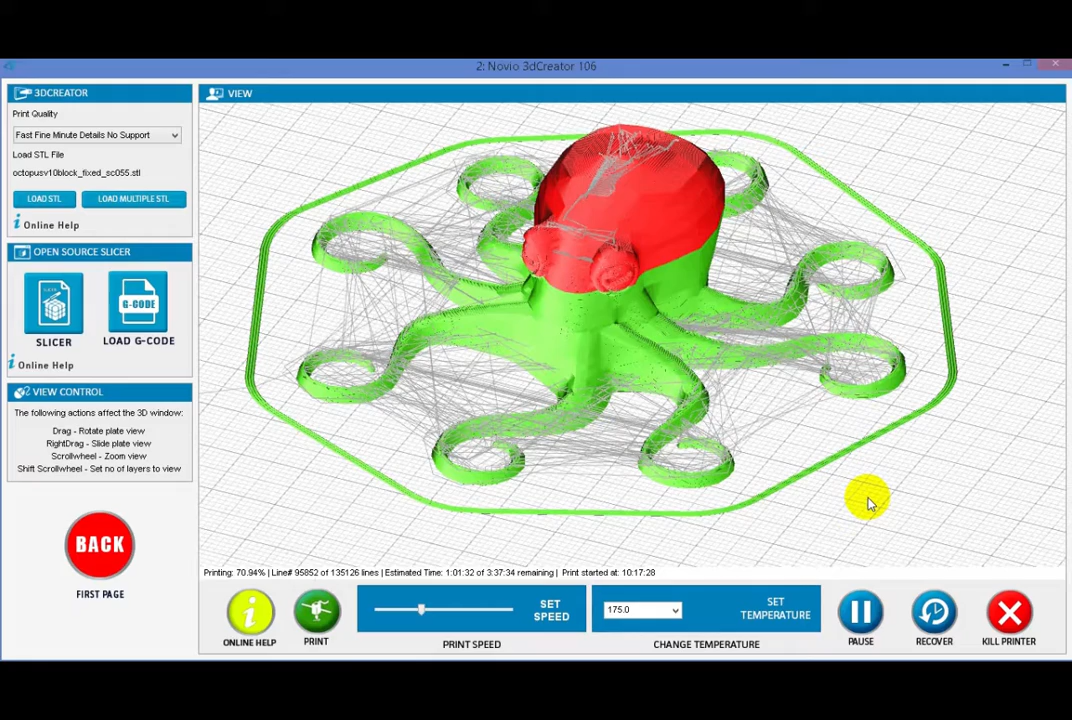 2: Novio 3dCreator 106
3DCREATOR
Print Quality
Fast Fine Minute Details No Support
Load STL File
octopusv10block_fixed_sc055.stl
LOAD STL
LOAD MULTIPLE STL
Online Help
OPEN SOURCE SLICER
SLICER
G-CODE
LOAD G-CODE
Online Help
VIEW CONTROL
The following actions affect the 3D window:
Drag - Rotate plate view
RightDrag - Slide plate view
Scrollwheel - Zoom view
Shift Scrollwheel - Set no of layers to view
BACK
FIRST PAGE
VIEW
Printing: 70.94% | Line# 95852 of 135126 lines | Estimated Time: 1:01:32 of 3:37:34 remaining | Print started at: 10:17:28
ONLINE HELP
PRINT
SET SPEED
PRINT SPEED
175.0
SET TEMPERATURE
CHANGE TEMPERATURE
PAUSE
RECOVER
KILL PRINTER